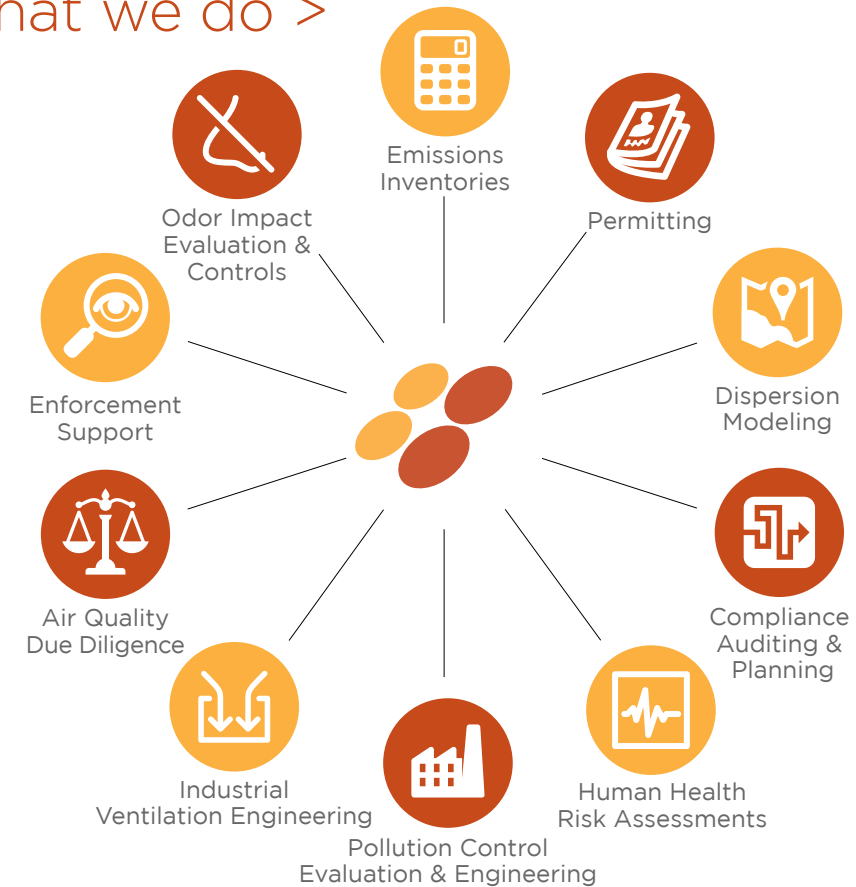 hat we do >
Emissions
Inventories
Permitting
Dispersion
Modeling
Compliance
Auditing &
Planning
Human Health
Risk Assessments
Pollution Control
Evaluation & Engineering
Industrial
Ventilation Engineering
Air Quality
Due Diligence
Enforcement
Support
Odor Impact
Evaluation &
Controls